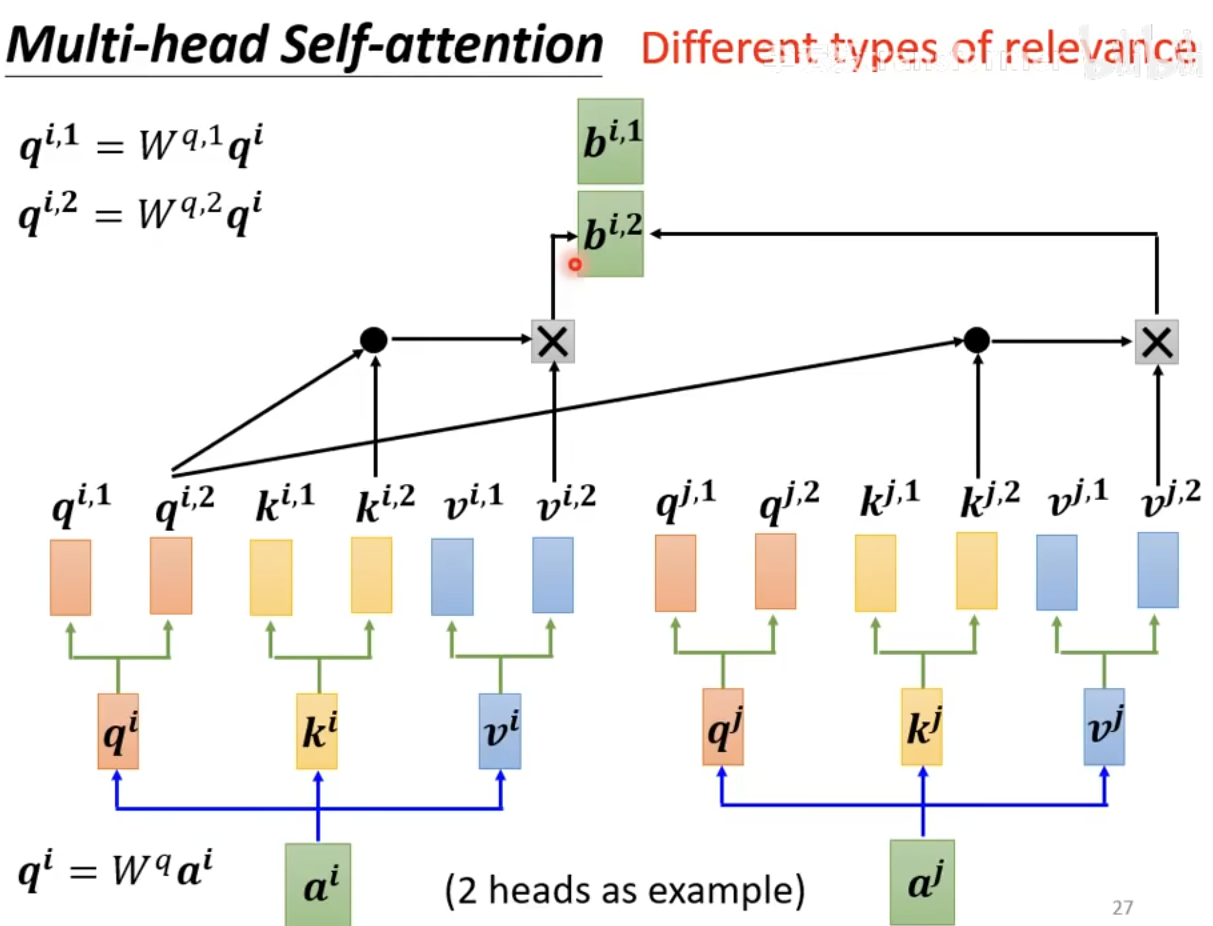 Multi-head Self-attention Different types of relevance
q^{i,1} = W^{q,1}q^i
q^{i,2} = W^{q,2}q^i
b^{i,1}
b^{i,2}
q^{i,1} q^{i,2} k^{i,1} k^{i,2} v^{i,1} v^{i,2} q^{j,1} q^{j,2} k^{j,1} k^{j,2} v^{j,1} v^{j,2}
q^i k^i v^i q^j k^j v^j
q^i = W^q a^i
a^i
(2 heads as example)
a^j
27